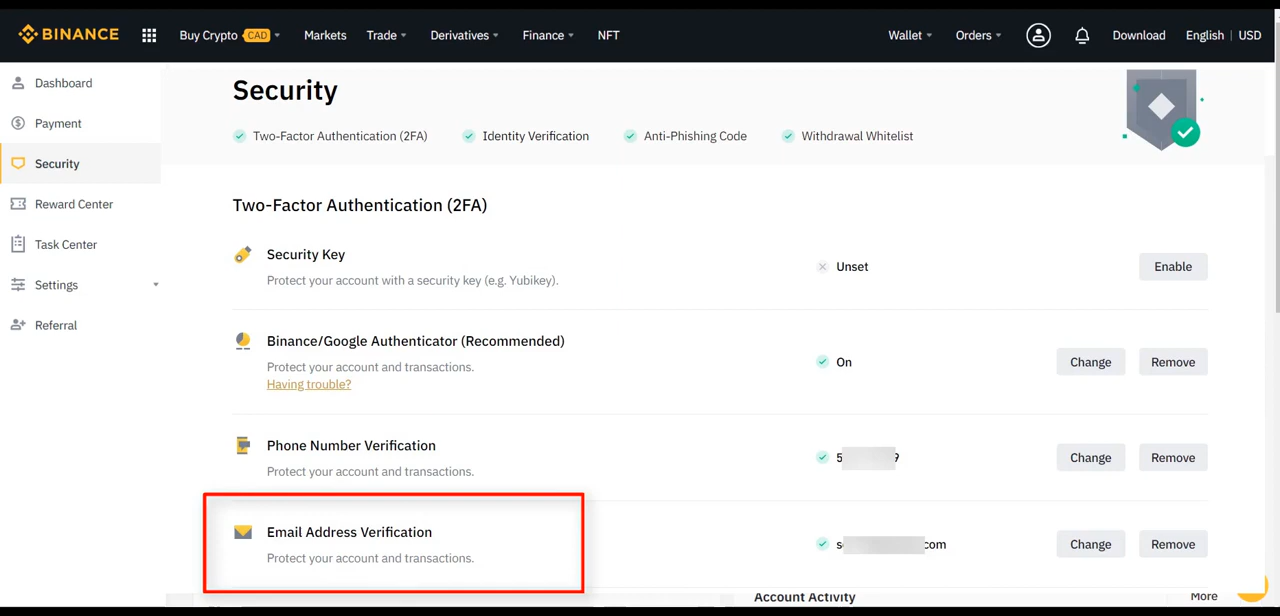 BINANCE
Buy Crypto CAD
Markets
Trade
Derivatives
Finance
NFT
Wallet
Orders
Download
English | USD
Dashboard
Payment
Security
Reward Center
Task Center
Settings
Referral
Security
Two-Factor Authentication (2FA)
Identity Verification
Anti-Phishing Code
Withdrawal Whitelist
Two-Factor Authentication (2FA)
Security Key
Protect your account with a security key (e.g. Yubikey).
Unset
Enable
Binance/Google Authenticator (Recommended)
Protect your account and transactions.
Having trouble?
On
Change
Remove
Phone Number Verification
Protect your account and transactions.
5 9
Change
Remove
Email Address Verification
Protect your account and transactions.
s com
Change
Remove
Account Activity
More